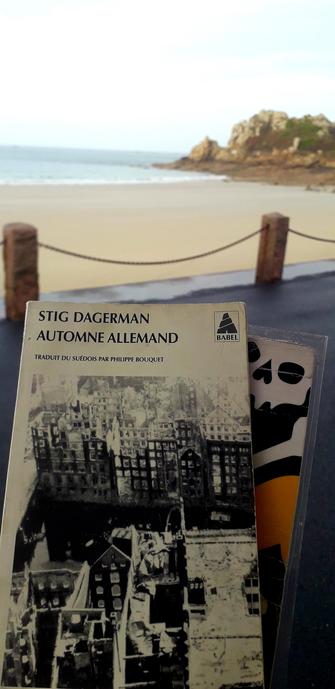 STIG DAGERMAN
AUTOMNE ALLEMAND
TRADUIT DU SUÉDOIS PAR PHILIPPE BOUQUET
BABEL